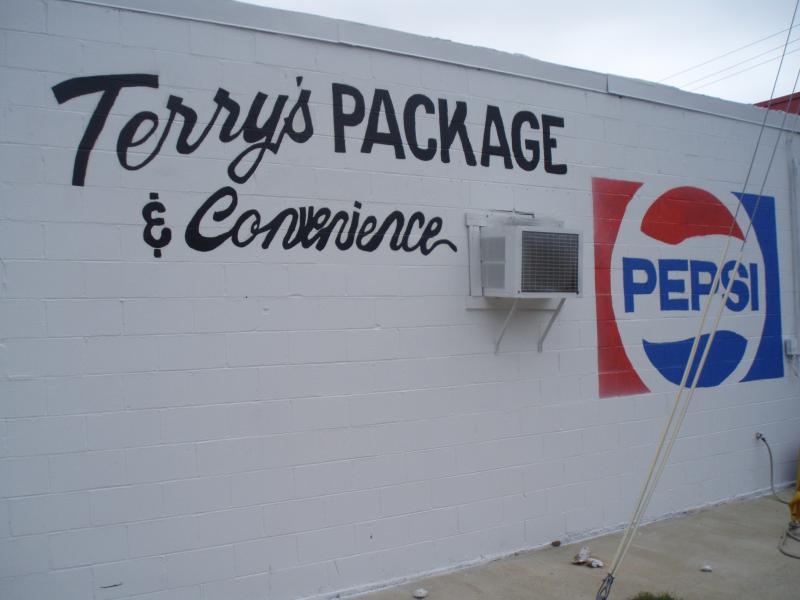 Terry's PACKAGE
& Convenience
PEPSI